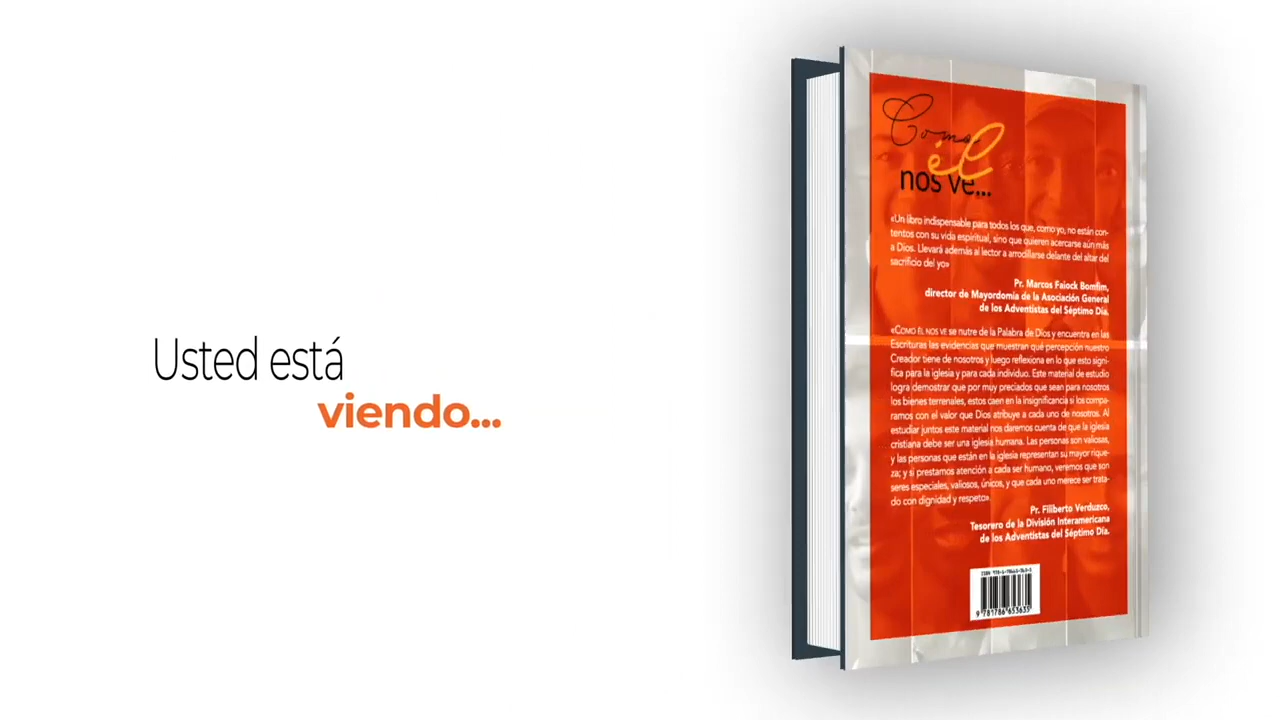 Usted está
viendo...
Como
él
nos ve...
«Un libro indispensable para todos los que, como yo, no están con-
tentos con su vida espiritual, sino que quieren acercarse aún más
a Dios. Llevará además al lector a arrodillarse delante del altar del
sacrificio del yo»
Pr. Marcos Faiock Bomfim,
director de Mayordomía de la Asociación General
de los Adventistas del Séptimo Día.
«COMO ÉL NOS VE se nutre de la Palabra de Dios y encuentra en las
Escrituras las evidencias que muestran qué percepción nuestro
Creador tiene de nosotros y luego reflexiona en lo que esto signi-
fica para la iglesia y para cada individuo. Este material de estudio
logra demostrar que por muy preciados que sean para nosotros
los bienes terrenales, estos caen en la insignificancia si los compa-
ramos con el valor que Dios atribuye a cada uno de nosotros. Al
estudiar juntos este material nos daremos cuenta de que la iglesia
cristiana debe ser una iglesia humana. Las personas son valiosas,
y las personas que están en la iglesia representan su mayor rique-
za; y si prestamos atención a cada ser humano, veremos que son
seres especiales, valiosos, únicos, y que cada uno merece ser trata-
do con dignidad y respeto».
Pr. Filiberto Verduzco,
Tesorero de la División Interamericana
de los Adventistas del Séptimo Día.
ISBN 978-1-78665-363-5
9 781786 653635